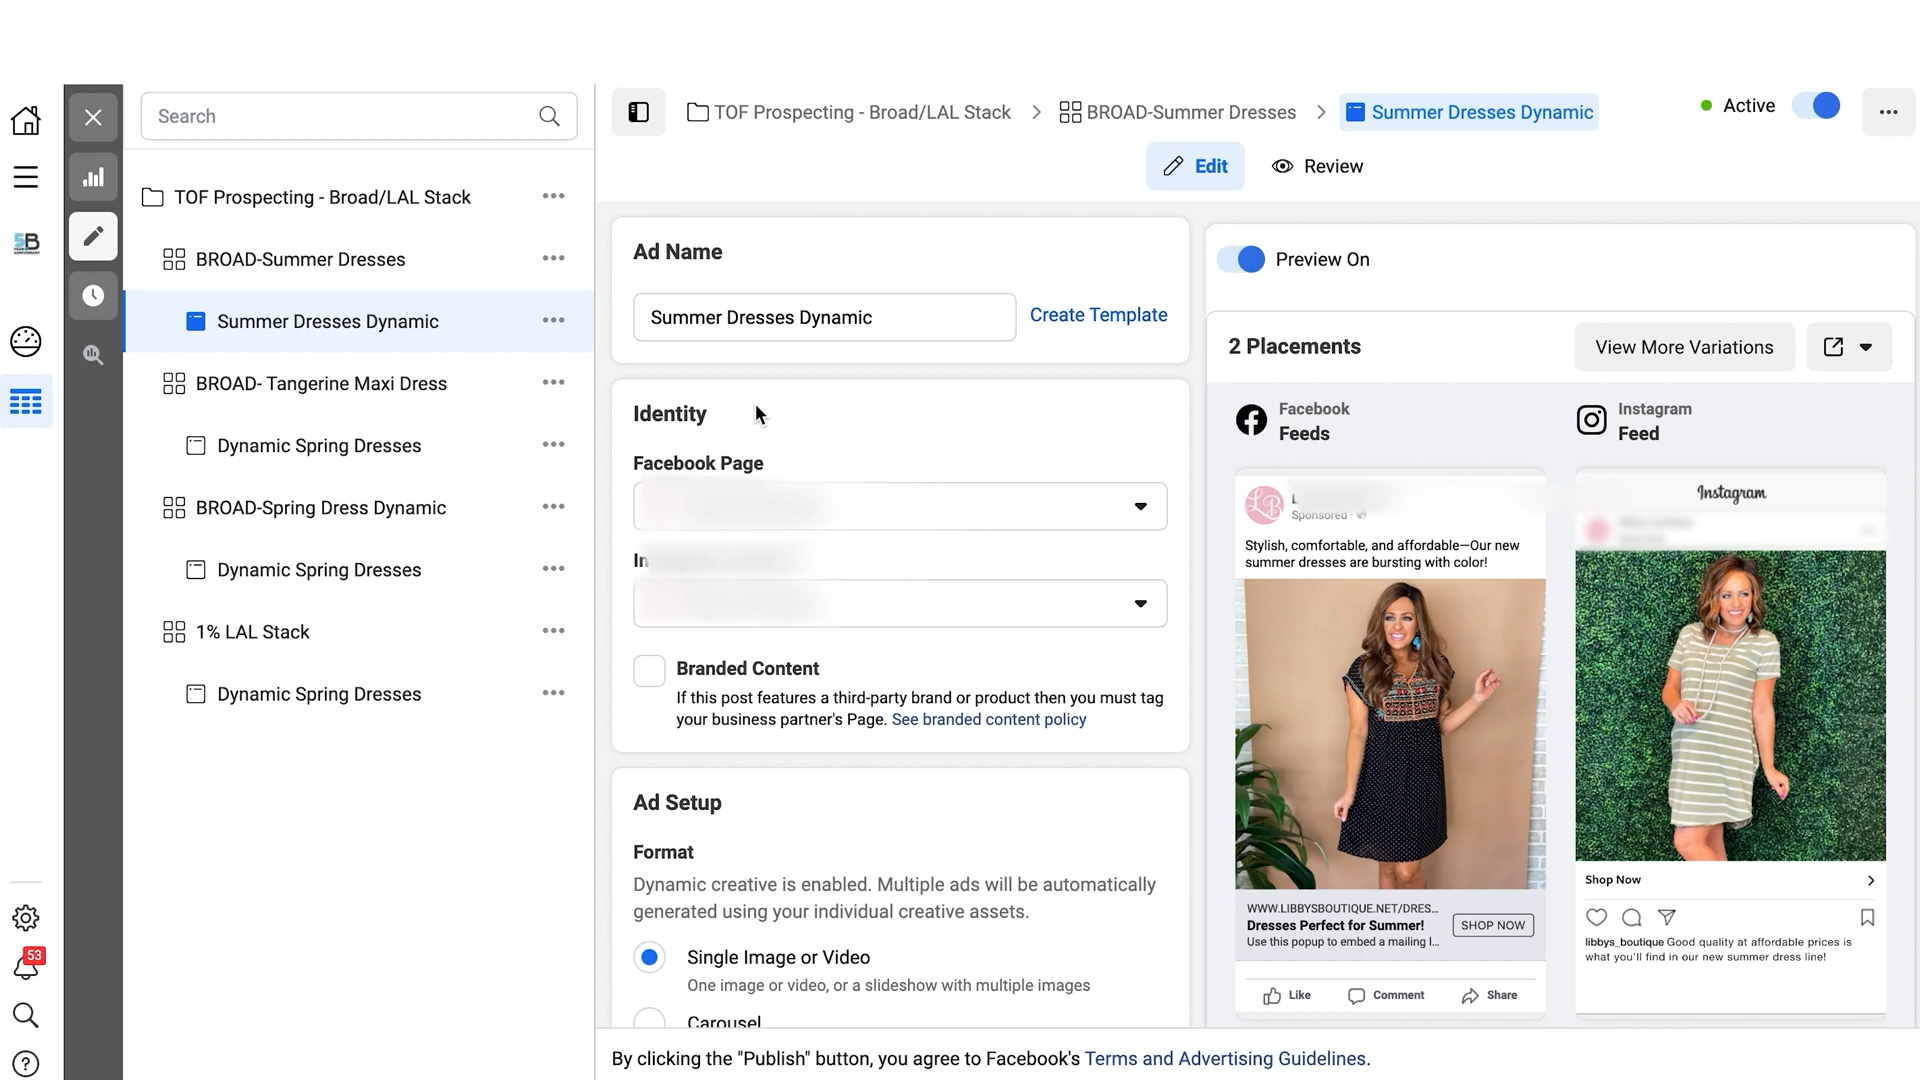 Search
TOF Prospecting - Broad/LAL Stack
BROAD-Summer Dresses
Summer Dresses Dynamic
BROAD- Tangerine Maxi Dress
Dynamic Spring Dresses
BROAD-Spring Dress Dynamic
Dynamic Spring Dresses
1% LAL Stack
Dynamic Spring Dresses
53
TOF Prospecting - Broad/LAL Stack > BROAD-Summer Dresses > Summer Dresses Dynamic
Active
Edit
Review
Ad Name
Summer Dresses Dynamic
Create Template
Identity
Facebook Page
Branded Content
If this post features a third-party brand or product then you must tag
your business partner's Page. See branded content policy
Ad Setup
Format
Dynamic creative is enabled. Multiple ads will be automatically
generated using your individual creative assets.
Single Image or Video
One image or video, or a slideshow with multiple images
Carousel
Preview On
2 Placements
View More Variations
Facebook
Feeds
LB
Sponsored ·
Stylish, comfortable, and affordable—Our new
summer dresses are bursting with color!
WWW.LIBBYSBOUTIQUE.NET/DRES...
Dresses Perfect for Summer!
Use this popup to embed a mailing l...
SHOP NOW
Like
Comment
Share
Instagram
Feed
Instagram
Shop Now
libbys_boutique Good quality at affordable prices is
what you'll find in our new summer dress line!
By clicking the "Publish" button, you agree to Facebook's Terms and Advertising Guidelines.